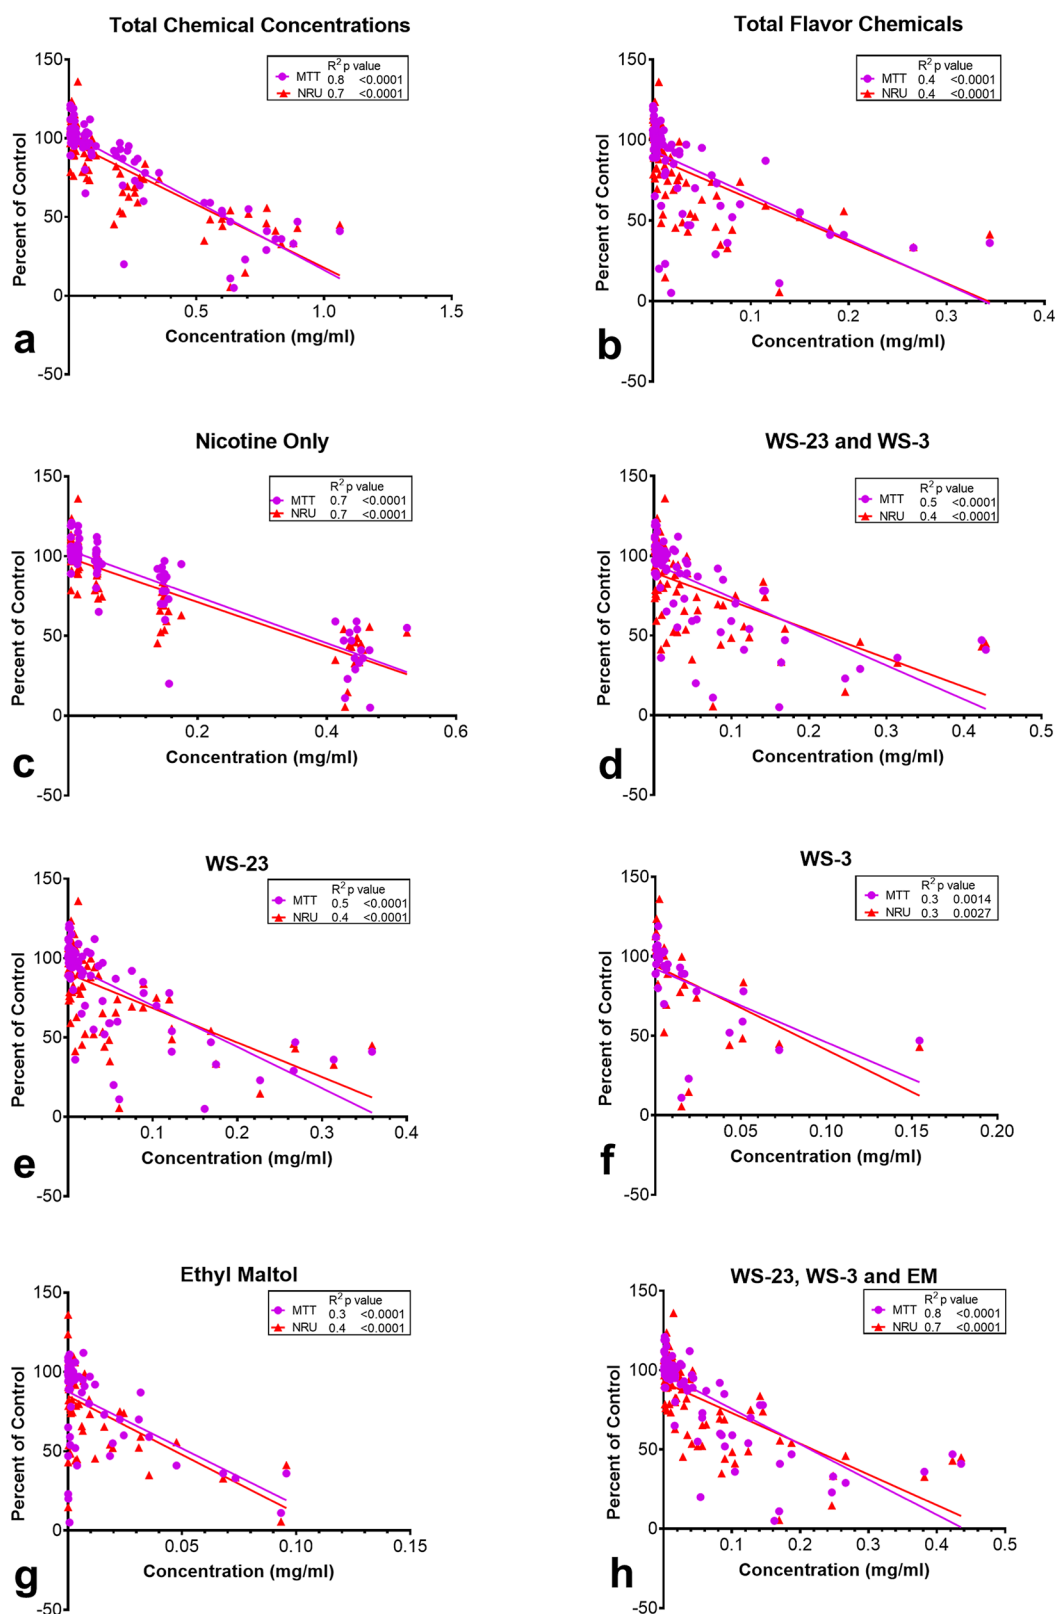 Total Chemical Concentrations
R² p value
MTT 0.8 <0.0001
NRU 0.7 <0.0001
150
100
50
0
-50
Percent of Control
0.5 1.0 1.5
Concentration (mg/ml)
a
Total Flavor Chemicals
R² p value
MTT 0.4 <0.0001
NRU 0.4 <0.0001
150
100
50
0
-50
Percent of Control
0.1 0.2 0.3 0.4
Concentration (mg/ml)
b
Nicotine Only
R² p value
MTT 0.7 <0.0001
NRU 0.7 <0.0001
150
100
50
0
-50
Percent of Control
0.2 0.4 0.6
Concentration (mg/ml)
c
WS-23 and WS-3
R² p value
MTT 0.5 <0.0001
NRU 0.4 <0.0001
150
100
50
0
-50
Percent of Control
0.1 0.2 0.3 0.4 0.5
Concentration (mg/ml)
d
WS-23
R² p value
MTT 0.5 <0.0001
NRU 0.4 <0.0001
150
100
50
0
-50
Percent of Control
0.1 0.2 0.3 0.4
Concentration (mg/ml)
e
WS-3
R² p value
MTT 0.3 0.0014
NRU 0.3 0.0027
150
100
50
0
-50
Percent of Control
0.05 0.10 0.15 0.20
Concentration (mg/ml)
f
Ethyl Maltol
R² p value
MTT 0.3 <0.0001
NRU 0.4 <0.0001
150
100
50
0
-50
Percent of Control
0.05 0.10 0.15
Concentration (mg/ml)
g
WS-23, WS-3 and EM
R² p value
MTT 0.8 <0.0001
NRU 0.7 <0.0001
150
100
50
0
-50
Percent of Control
0.1 0.2 0.3 0.4 0.5
Concentration (mg/ml)
h